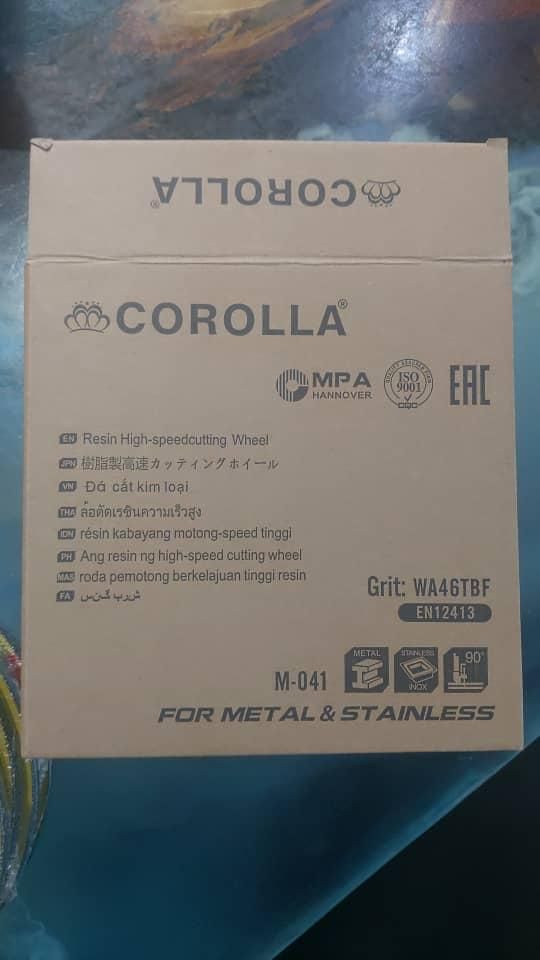 COROLLA®
COROLLA®
MPA
HANNOVER
ISO
9001
EAC
EN Resin High-speedcutting Wheel
JPN 樹脂製高速カッティングホイール
VN Đá cắt kim loại
THA ล้อตัดเรซินความเร็วสูง
IDN résin kabayang motong-speed tinggi
PH Ang resin ng high-speed cutting wheel
MAS roda pemotong berkelajuan tinggi resin
FA
Grit: WA46TBF
EN12413
METAL
STAINLESS
INOX
90°
M-041
FOR METAL & STAINLESS